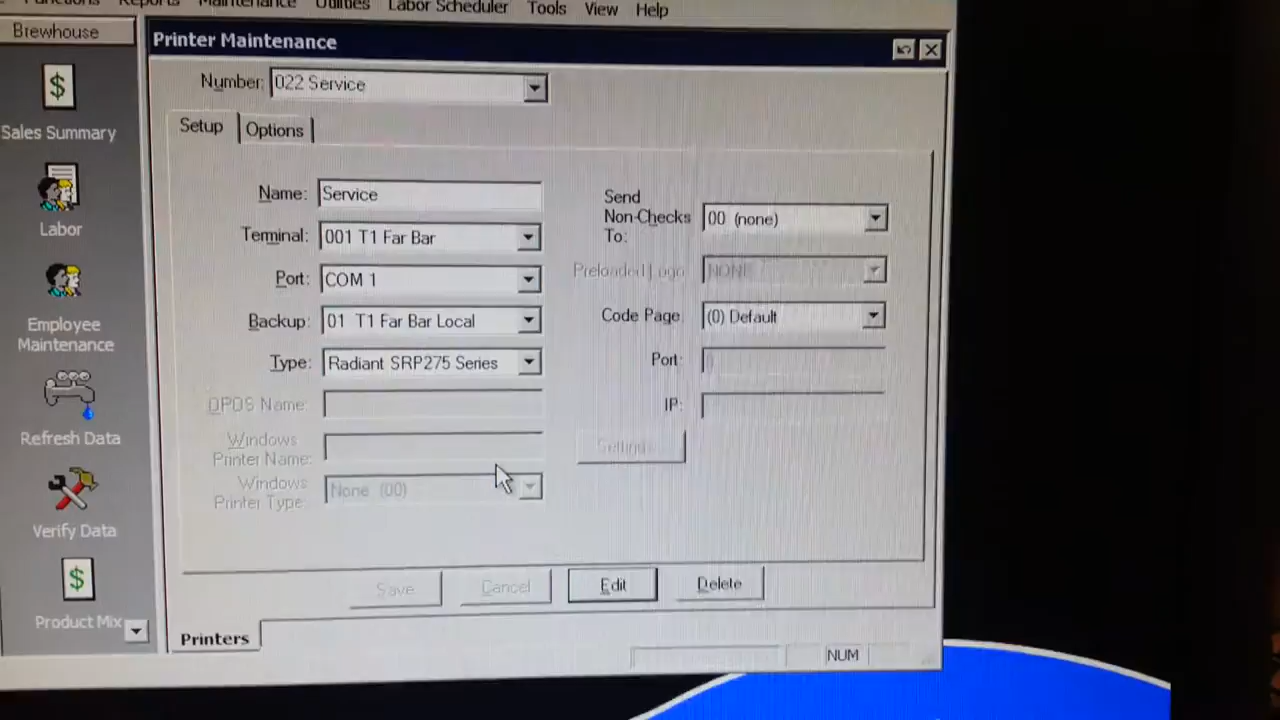 Functions Reports Maintenance Utilities Labor Scheduler Tools View Help
Brewhouse
Printer Maintenance
Number: 022 Service
Setup Options
Sales Summary
Labor
Employee
Maintenance
Refresh Data
Verify Data
Product Mix
Name: Service
Terminal: 001 T1 Far Bar
Port: COM 1
Backup: 01 T1 Far Bar Local
Type: Radiant SRP275 Series
OPOS Name:
Windows
Printer Name:
Windows
Printer Type:
None (00)
Send
Non-Checks
To:
00 (none)
Preloaded Logo
NONE
Code Page: (0) Default
Port:
IP:
Settings
Save Cancel Edit Delete
Printers
NUM